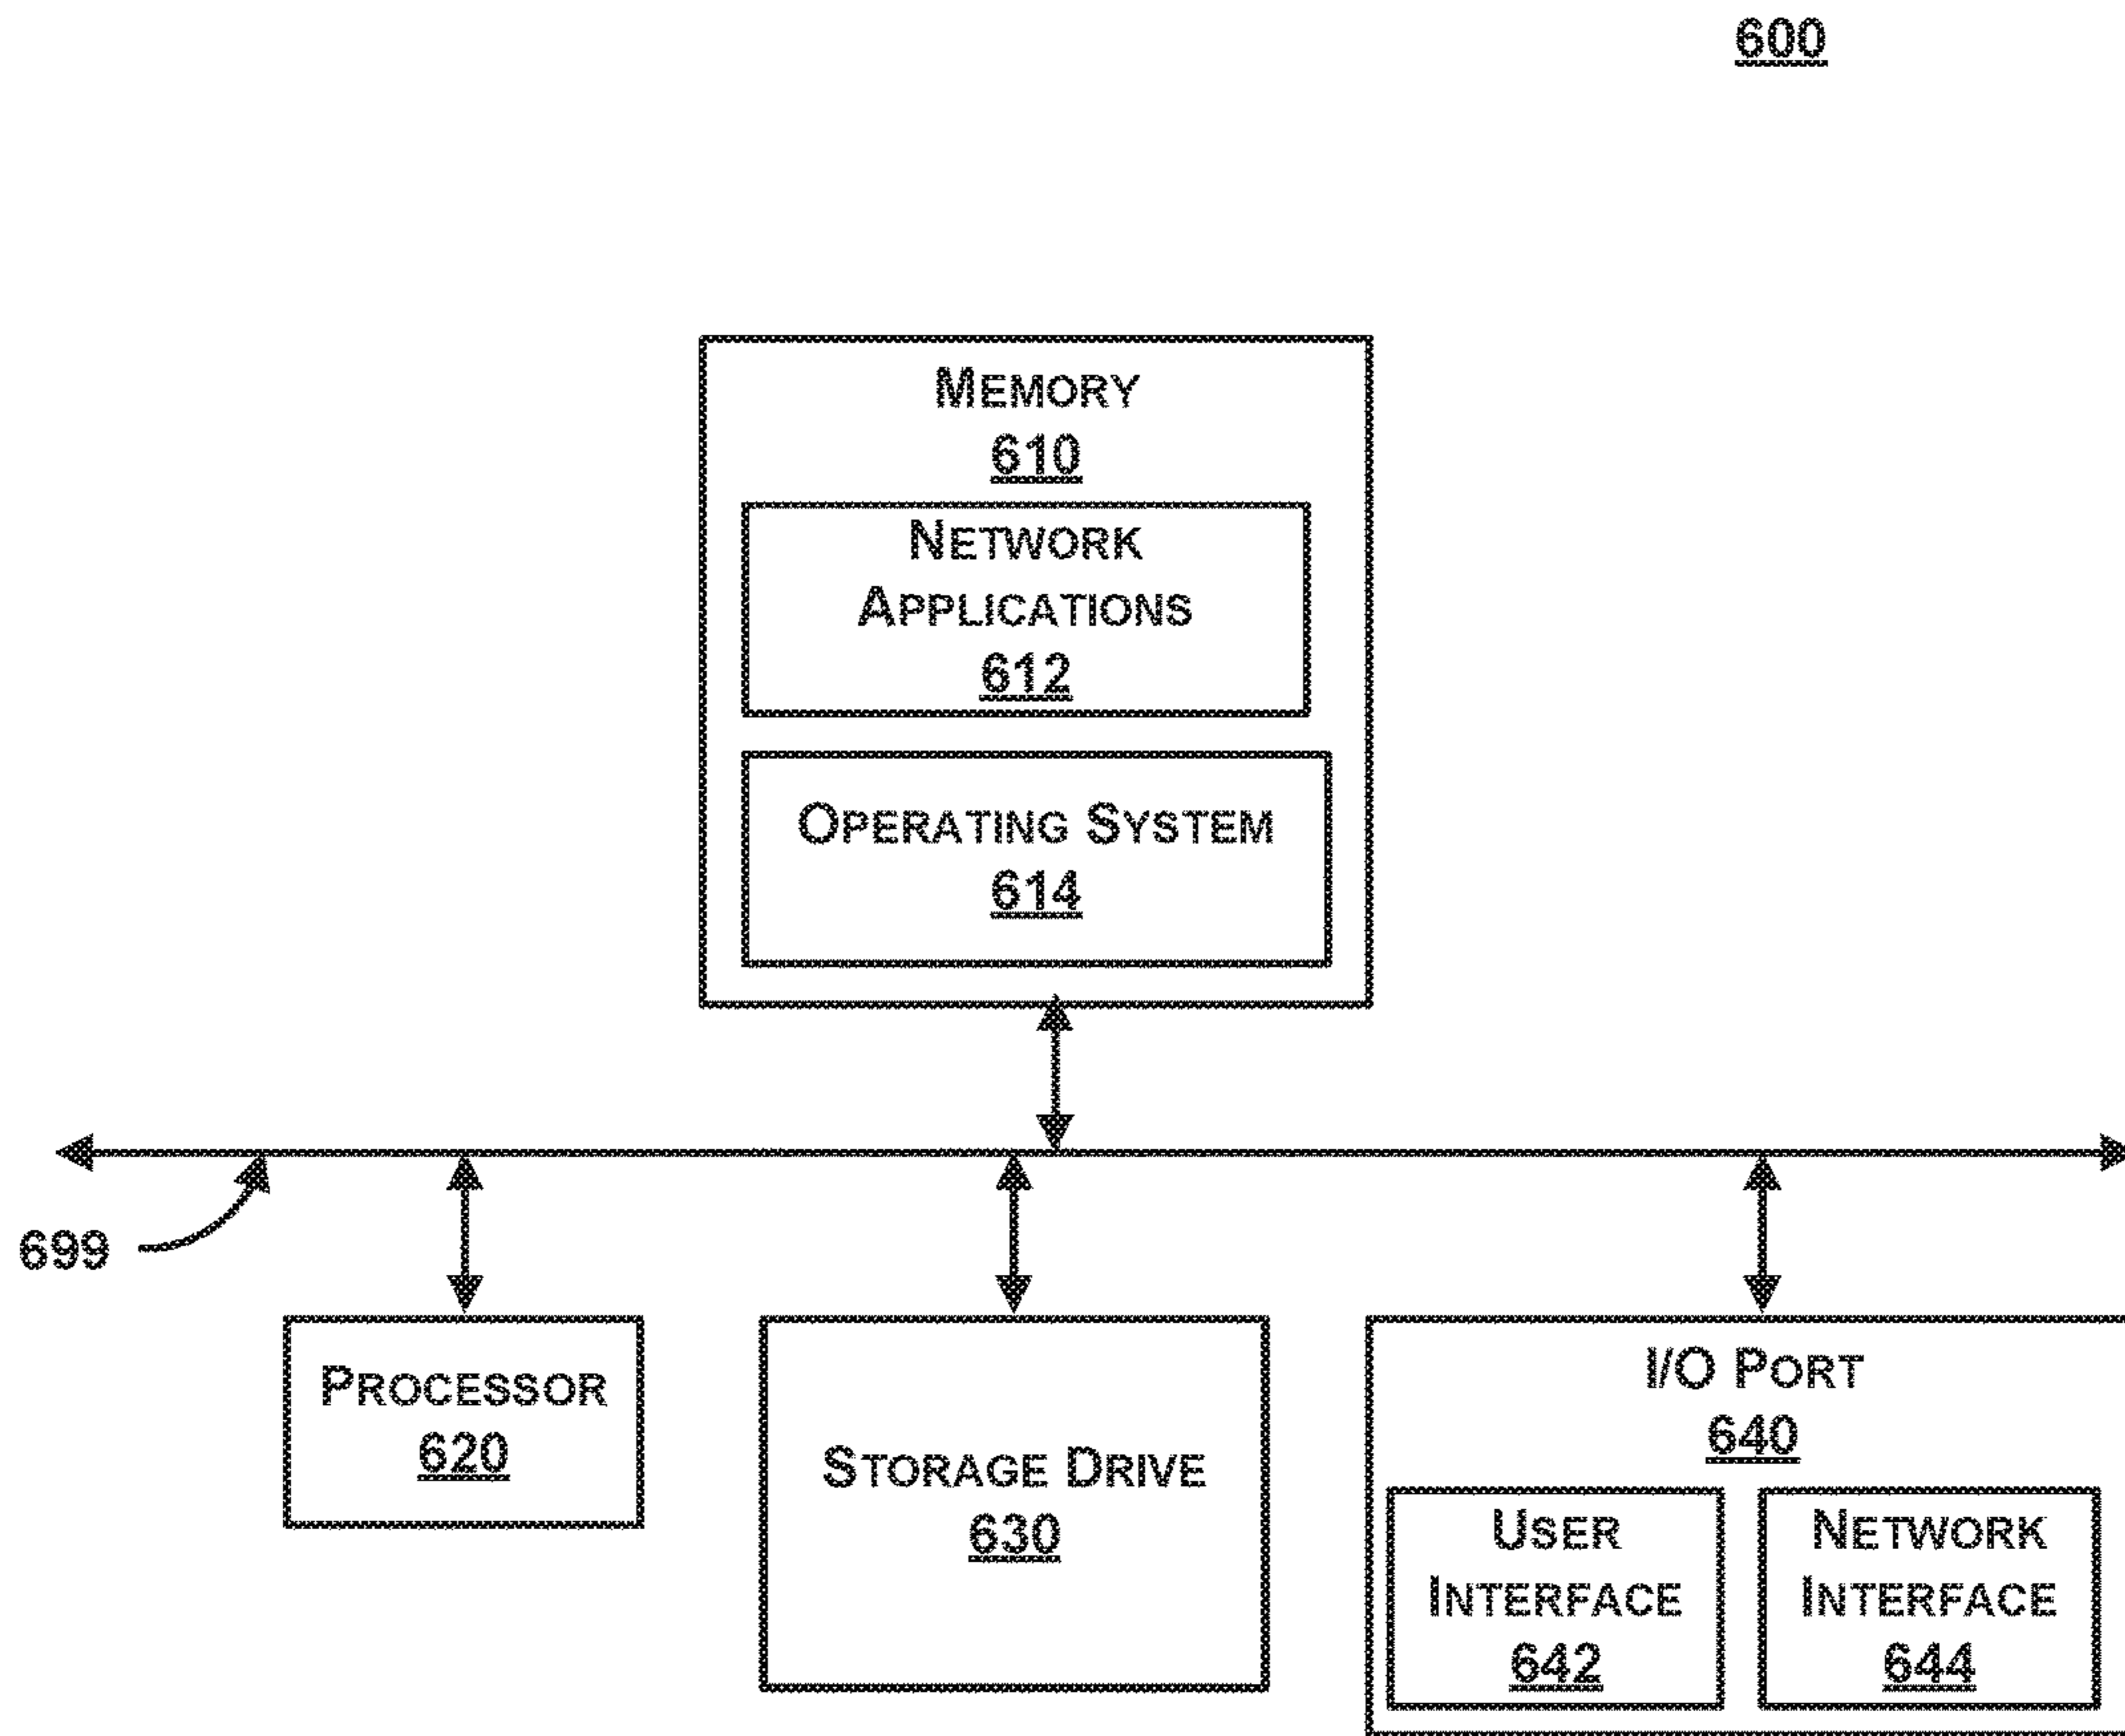 600
MEMORY
610
NETWORK
APPLICATIONS
612
OPERATING SYSTEM
614
699
PROCESSOR
620
STORAGE DRIVE
630
I/O PORT
640
USER
INTERFACE
642
NETWORK
INTERFACE
644